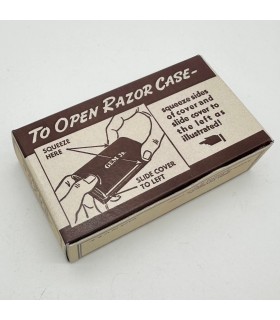 TO OPEN RAZOR CASE-
SQUEEZE
HERE
GEM JR.
SLIDE COVER
TO LEFT
squeeze sides
of cover and
slide cover to
the left as
illustrated!